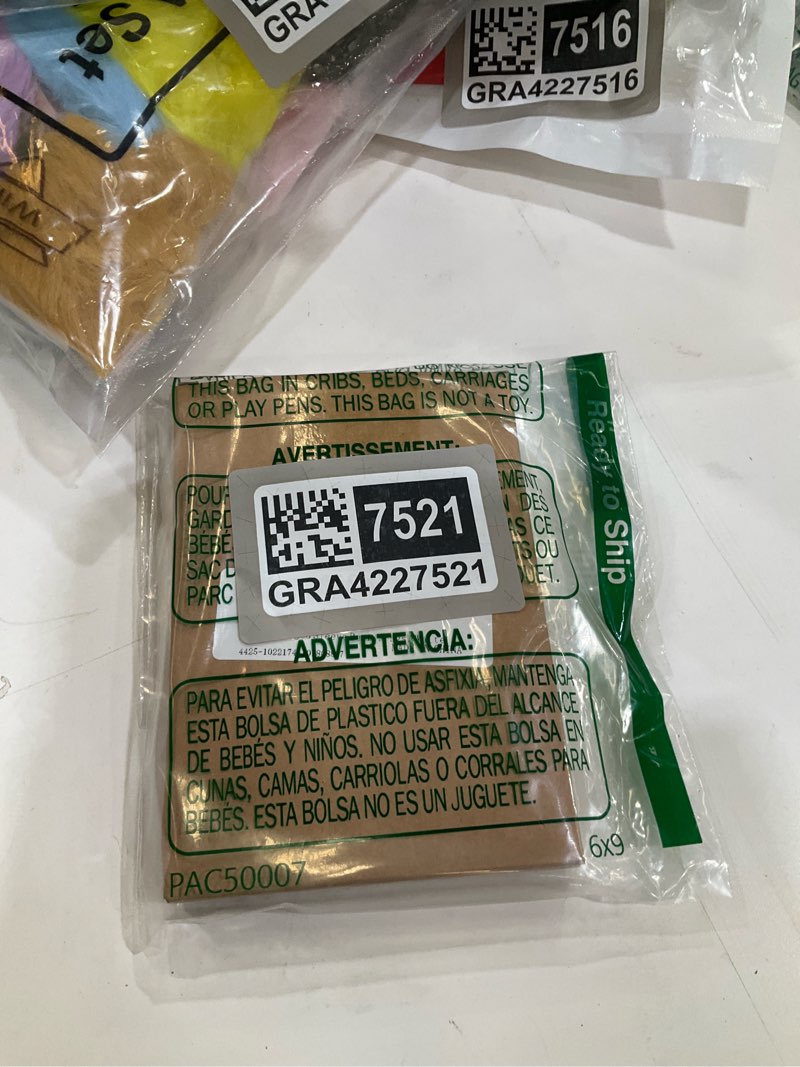 Set
GRA
7516
GRA4227516
THIS BAG IN CRIBS, BEDS, CARRIAGES
OR PLAY PENS. THIS BAG IS NOT A TOY.
Ready to Ship
AVERTISSEMENT:
7521
GRA4227521
4425-102217
ADVERTENCIA:
PARA EVITAR EL PELIGRO DE ASFIXIA, MANTENGA
ESTA BOLSA DE PLASTICO FUERA DEL ALCANCE
DE BEBÉS Y NIÑOS. NO USAR ESTA BOLSA EN
CUNAS, CAMAS, CARRIOLAS O CORRALES PARA
BEBÉS. ESTA BOLSA NO ES UN JUGUETE.
6x9
PAC50007